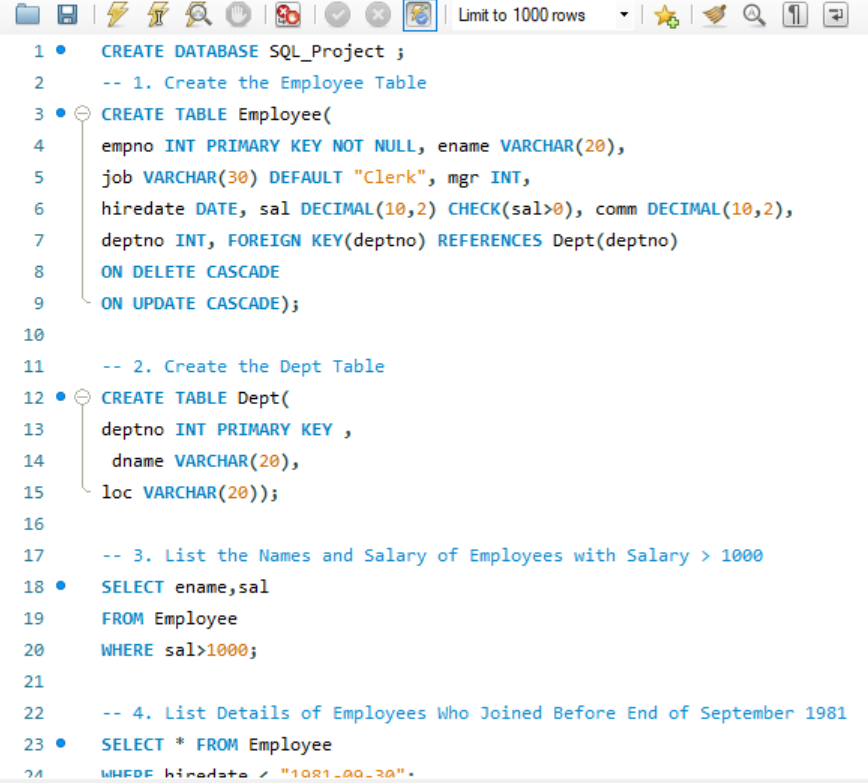 Limit to 1000 rows
1 CREATE DATABASE SQL_Project ;
2 -- 1. Create the Employee Table
3 CREATE TABLE Employee(
4 empno INT PRIMARY KEY NOT NULL, ename VARCHAR(20),
5 job VARCHAR(30) DEFAULT "Clerk", mgr INT,
6 hiredate DATE, sal DECIMAL(10,2) CHECK(sal>0), comm DECIMAL(10,2),
7 deptno INT, FOREIGN KEY(deptno) REFERENCES Dept(deptno)
8 ON DELETE CASCADE
9 ON UPDATE CASCADE);
10
11 -- 2. Create the Dept Table
12 CREATE TABLE Dept(
13 deptno INT PRIMARY KEY ,
14 dname VARCHAR(20),
15 loc VARCHAR(20));
16
17 -- 3. List the Names and Salary of Employees with Salary > 1000
18 SELECT ename,sal
19 FROM Employee
20 WHERE sal>1000;
21
22 -- 4. List Details of Employees Who Joined Before End of September 1981
23 SELECT * FROM Employee
24 WHERE hiredate < "1981-09-30";